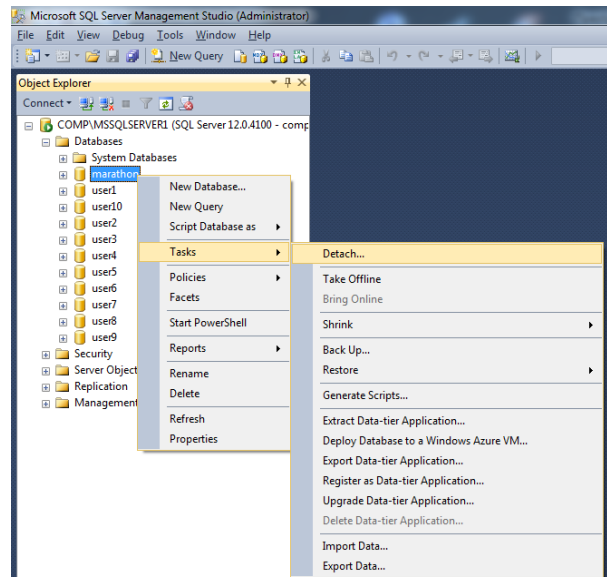 Microsoft SQL Server Management Studio (Administrator)
File Edit View Debug Tools Window Help
New Query
Object Explorer
Connect
COMP\MSSQLSERVER1 (SQL Server 12.0.4100 - comp
Databases
System Databases
marathon
user1
user10
user2
user3
user4
user5
user6
user7
user8
user9
Security
Server Object
Replication
Management
New Database...
New Query
Script Database as
Tasks
Policies
Facets
Start PowerShell
Reports
Rename
Delete
Refresh
Properties
Detach...
Take Offline
Bring Online
Shrink
Back Up...
Restore
Generate Scripts...
Extract Data-tier Application...
Deploy Database to a Windows Azure VM...
Export Data-tier Application...
Register as Data-tier Application...
Upgrade Data-tier Application...
Delete Data-tier Application...
Import Data...
Export Data...